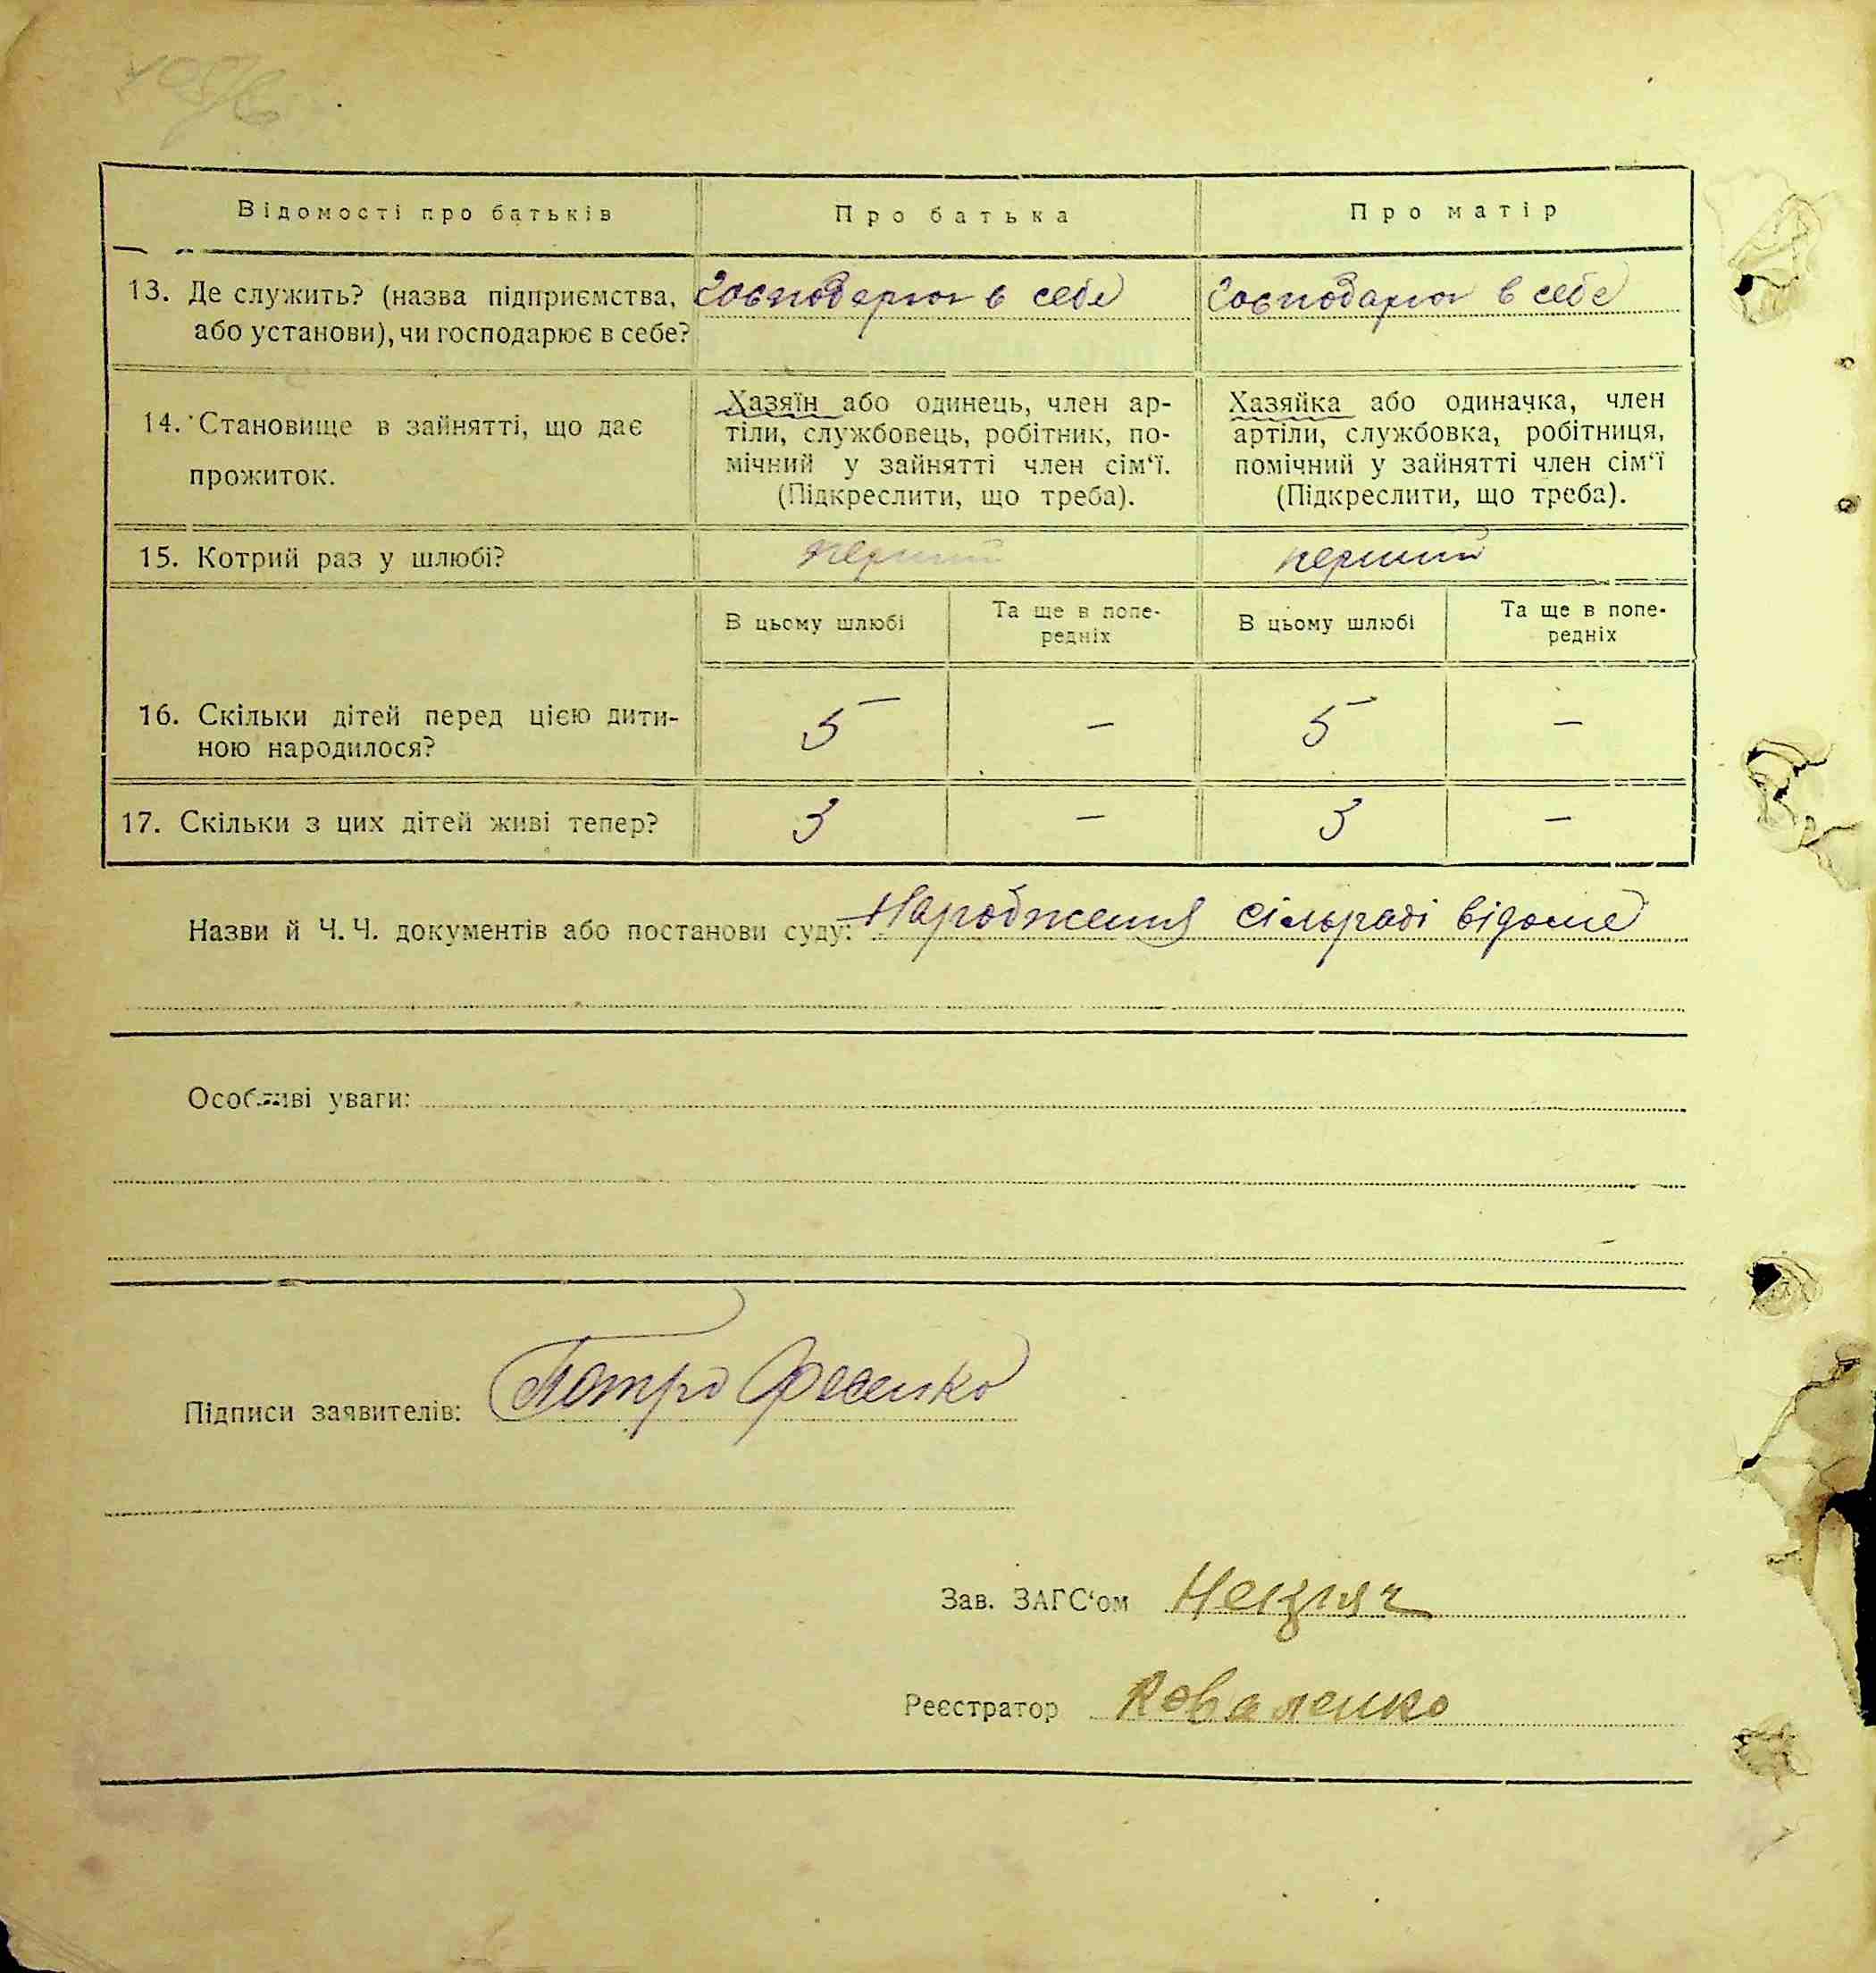 Відомості про батьків Про батька Про матір
13. Де служить? (назва підприємства, Господарює в себе Господарює в себе
або установи), чи господарює в себе?
14. Становище в зайнятті, що дає
прожиток.
Хазяїн або одинець, член ар-
тіли, службовець, робітник, по-
мічний у зайнятті член сім‘ї.
(Підкреслити, що треба).
Хазяйка або одиначка, член
артіли, службовка, робітниця,
помічний у зайнятті член сім‘ї
(Підкреслити, що треба).
15. Котрий раз у шлюбі? перший перший
В цьому шлюбі
Та ще в попе-
редніх
В цьому шлюбі
Та ще в попе-
редніх
16. Скільки дітей перед цією дити-
ною народилося?
5 — 5 —
17. Скільки з цих дітей живі тепер? 3 — 3 —
Назви й Ч. Ч. документів або постанови суду: Народження сільраді відоме
Особливі уваги:
Підписи заявителів: Петро Фесенко
Зав. ЗАГС‘ом
Реєстратор Коваленко